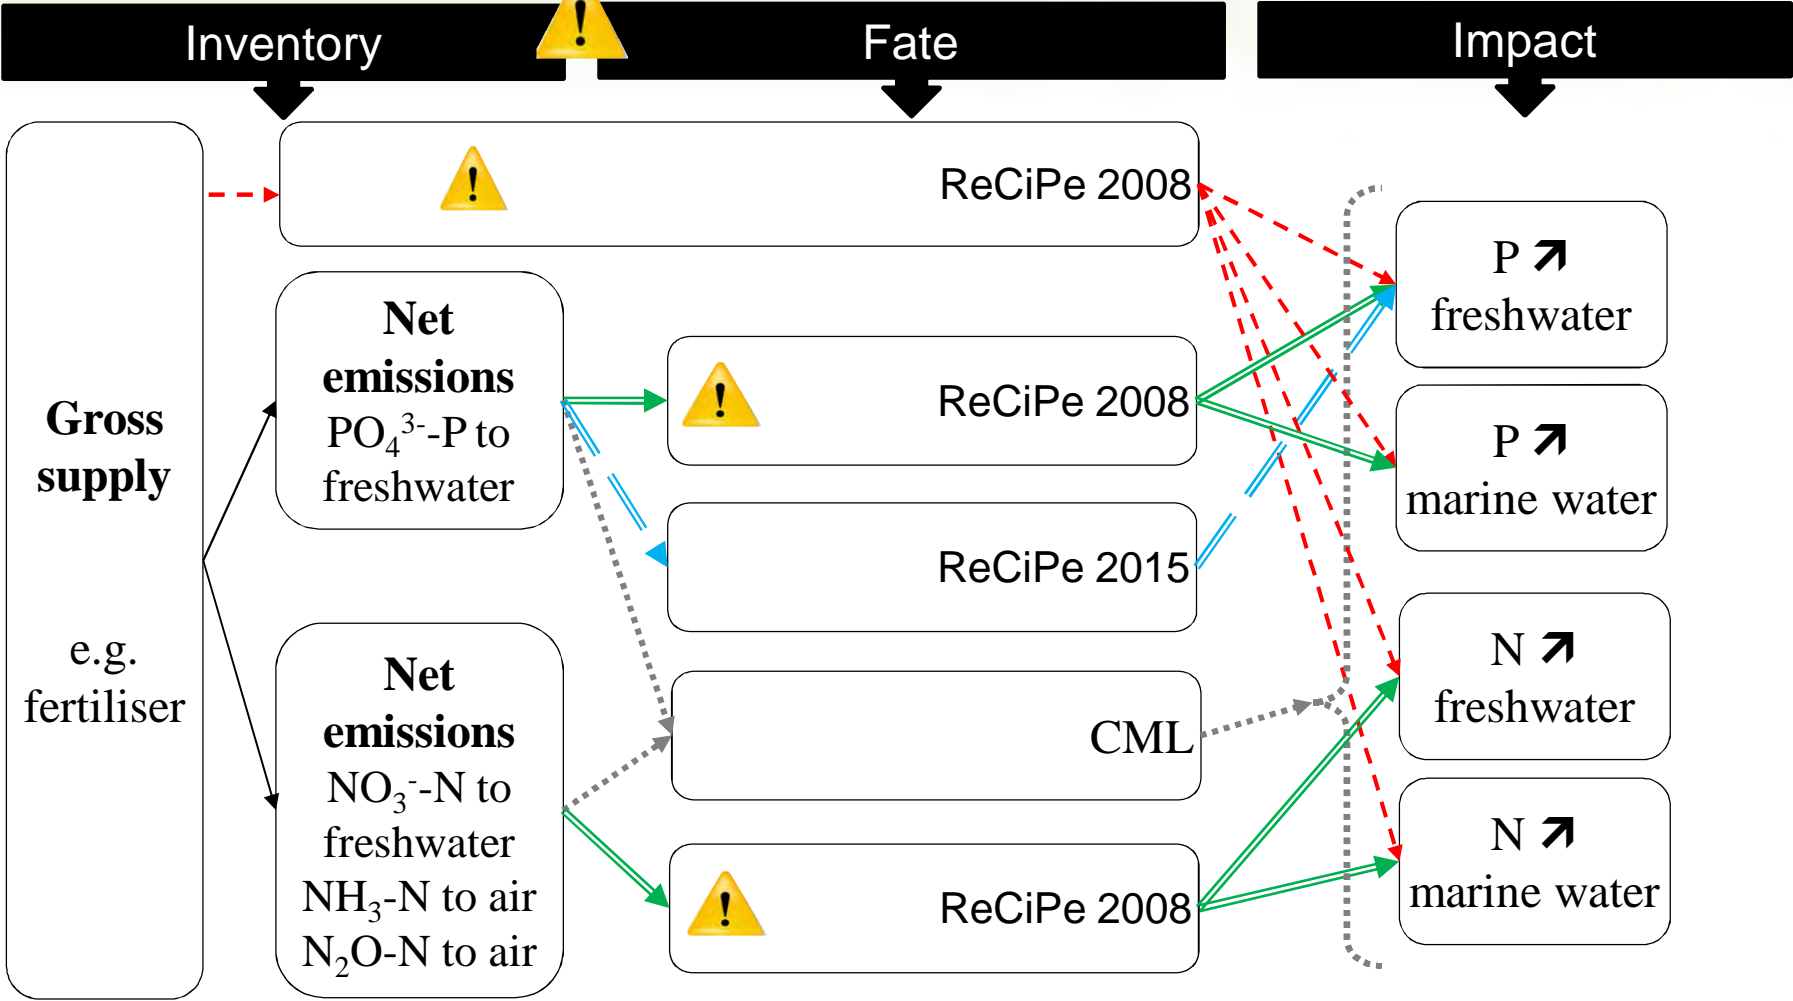 Inventory
Fate
Impact
Gross
supply
e.g.
fertiliser
ReCiPe 2008
Net
emissions
PO₄³⁻-P to
freshwater
ReCiPe 2008
ReCiPe 2015
Net
emissions
NO₃⁻-N to
freshwater
NH₃-N to air
N₂O-N to air
CML
ReCiPe 2008
P ↗
freshwater
P ↗
marine water
N ↗
freshwater
N ↗
marine water